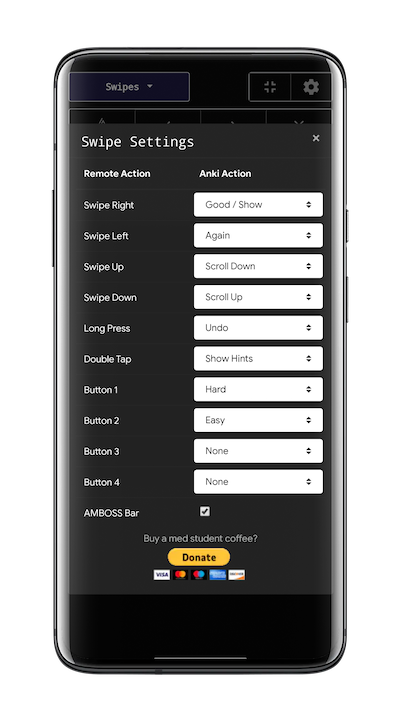 Swipes
Swipe Settings ×
Remote Action Anki Action
Swipe Right Good / Show
Swipe Left Again
Swipe Up Scroll Down
Swipe Down Scroll Up
Long Press Undo
Double Tap Show Hints
Button 1 Hard
Button 2 Easy
Button 3 None
Button 4 None
AMBOSS Bar
Buy a med student coffee?
Donate
VISA